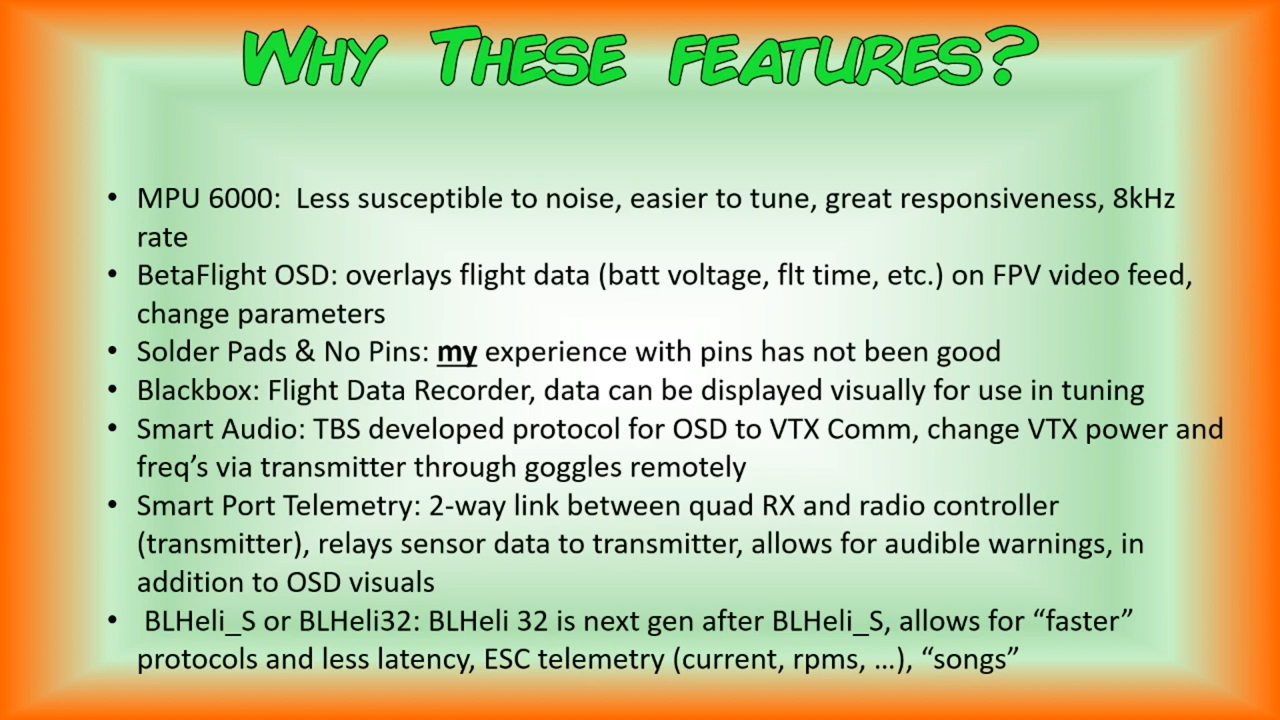 WHY THESE FEATURES?
• MPU 6000:  Less susceptible to noise, easier to tune, great responsiveness, 8kHz
rate
• BetaFlight OSD: overlays flight data (batt voltage, flt time, etc.) on FPV video feed,
change parameters
• Solder Pads & No Pins: my experience with pins has not been good
• Blackbox: Flight Data Recorder, data can be displayed visually for use in tuning
• Smart Audio: TBS developed protocol for OSD to VTX Comm, change VTX power and
freq’s via transmitter through goggles remotely
• Smart Port Telemetry: 2-way link between quad RX and radio controller
(transmitter), relays sensor data to transmitter, allows for audible warnings, in
addition to OSD visuals
• BLHeli_S or BLHeli32: BLHeli 32 is next gen after BLHeli_S, allows for “faster”
protocols and less latency, ESC telemetry (current, rpms, …), “songs”